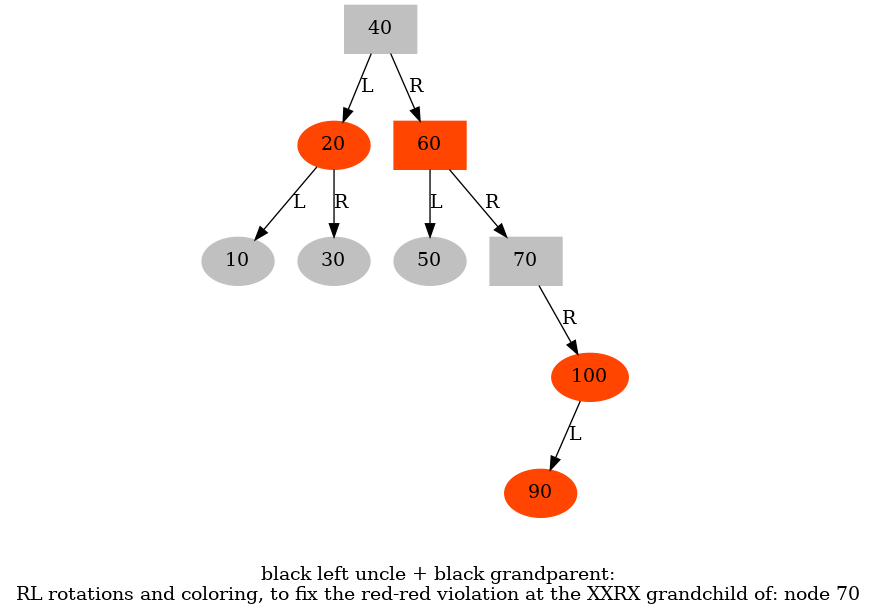 40
L
R
20
60
L
R
L
R
10
30
50
70
R
100
L
90
black left uncle + black grandparent:
RL rotations and coloring, to fix the red-red violation at the XXRX grandchild of: node 70